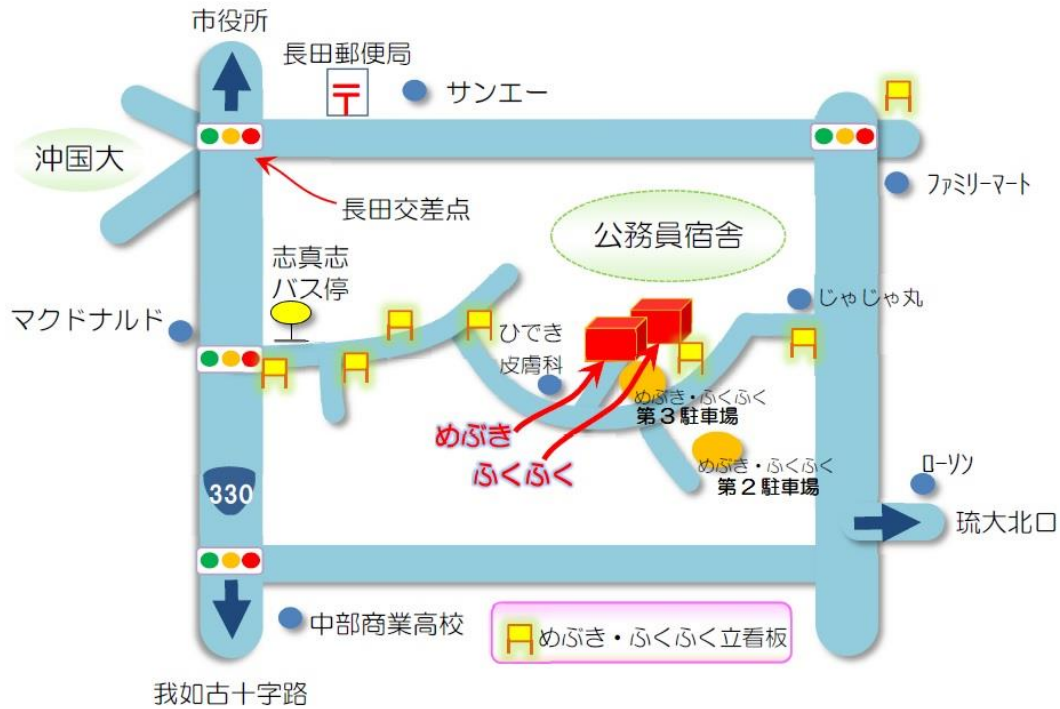 市役所
長田郵便局
サンエー
沖国大
長田交差点
ファミリーマート
公務員宿舎
志真志
バス停
マクドナルド
じゃじゃ丸
ひでき
皮膚科
めぶき・ふくふく
第3駐車場
めぶき
ふくふく
めぶき・ふくふく
第2駐車場
ローソン
330
琉大北口
中部商業高校
めぶき・ふくふく立看板
我如古十字路